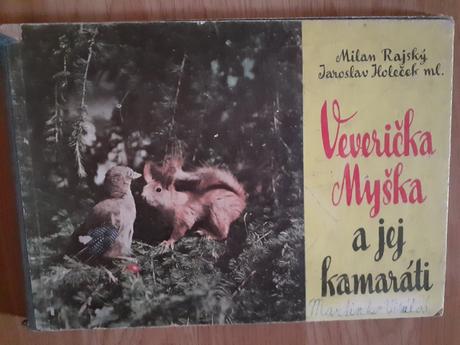 Milan Rajský
Jaroslav Holeček ml.
Veverička
Myška
a jej
kamaráti